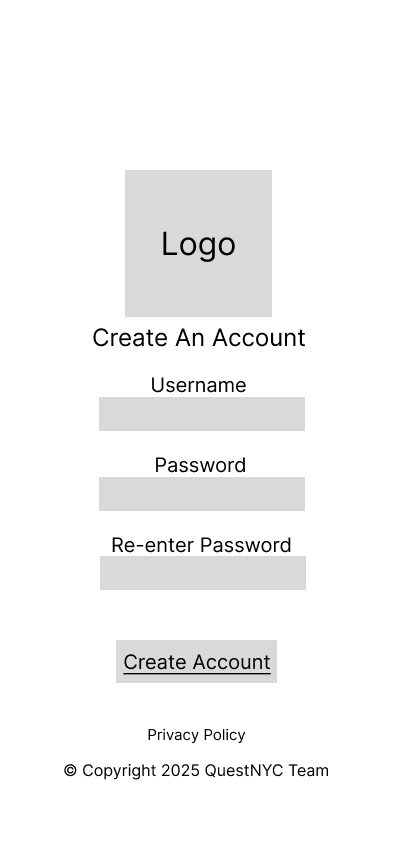 Logo
Create An Account
Username
Password
Re-enter Password
Create Account
Privacy Policy
© Copyright 2025 QuestNYC Team